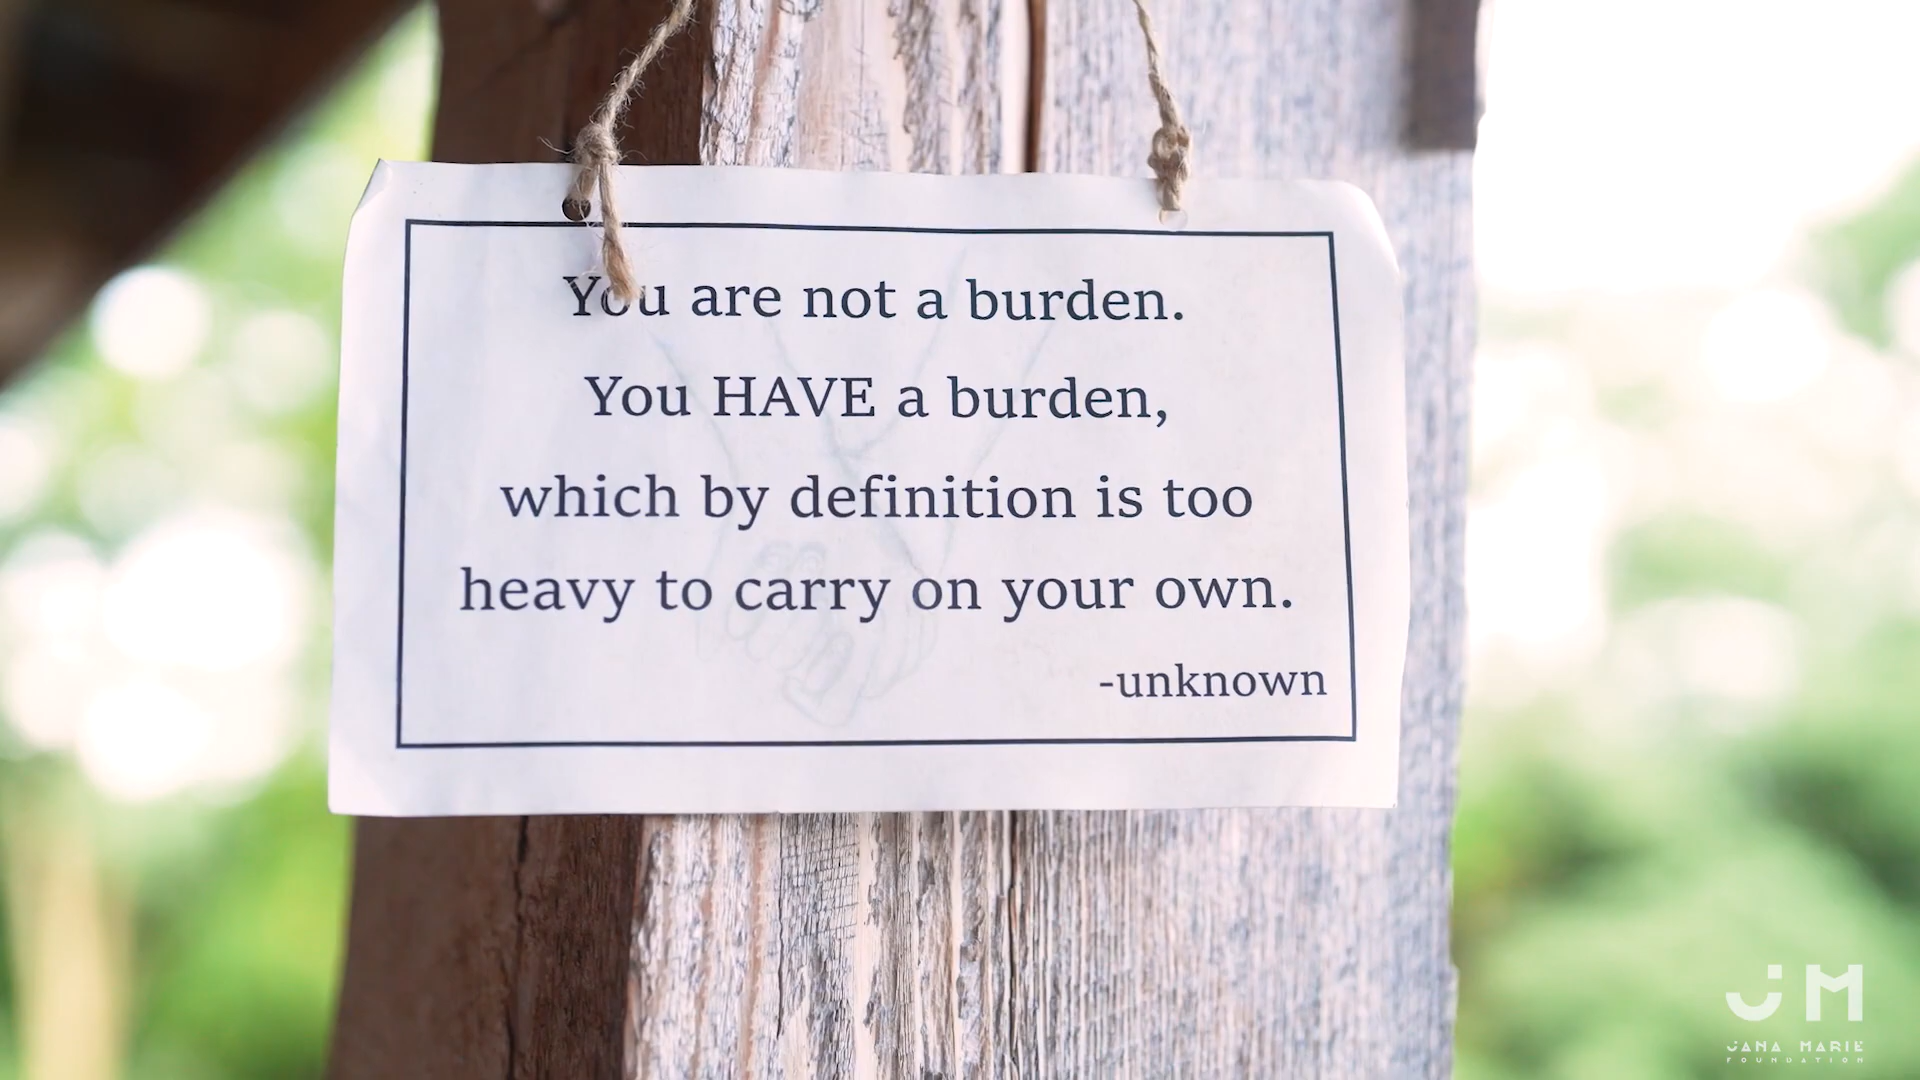 You are not a burden.
You HAVE a burden,
which by definition is too
heavy to carry on your own.
-unknown
JM
JANA MARIE
FOUNDATION